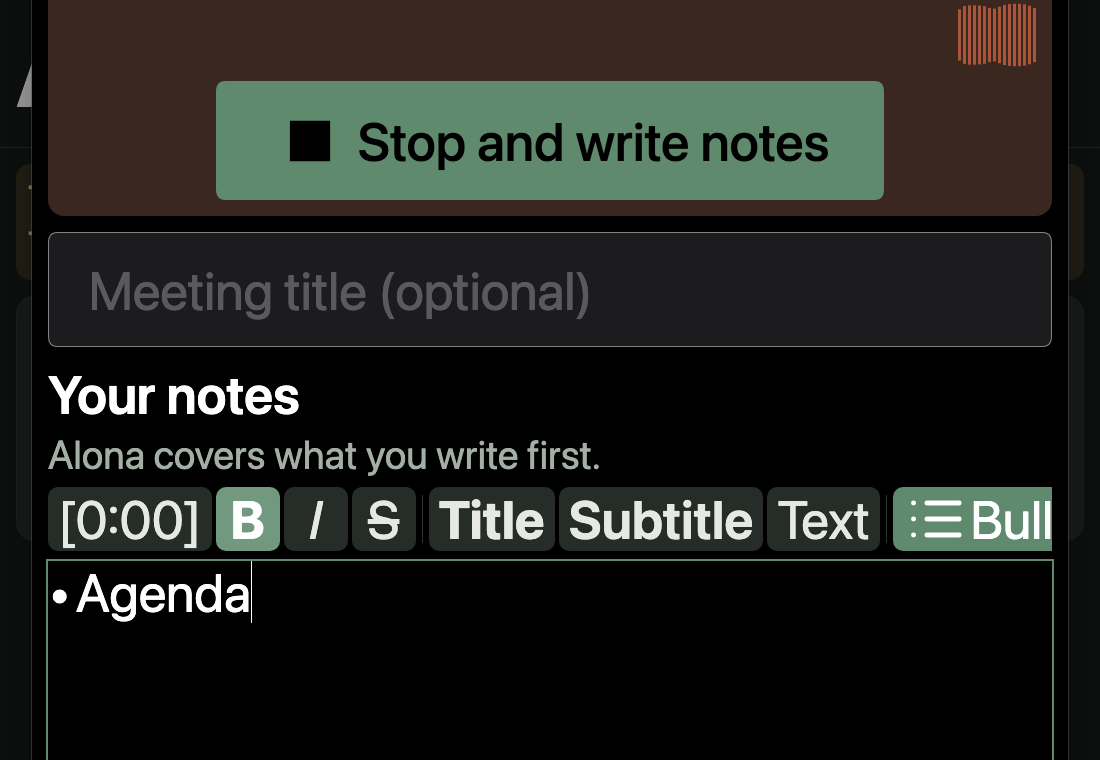 Stop and write notes
Meeting title (optional)
Your notes
Alona covers what you write first.
[0:00] B I S Title Subtitle Text Bull
• Agenda